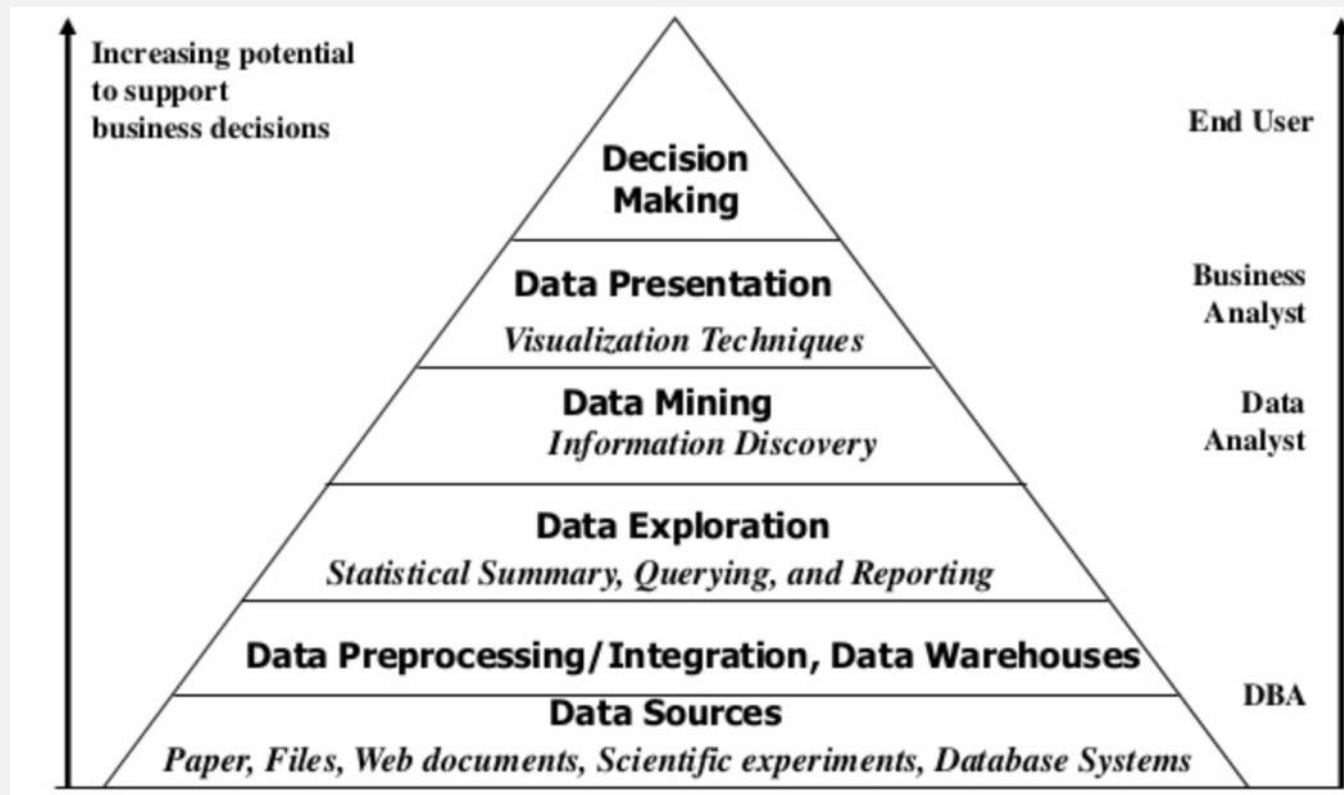 Increasing potential
to support
business decisions
End User
Decision
Making
Data Presentation
Visualization Techniques
Business
Analyst
Data Mining
Information Discovery
Data
Analyst
Data Exploration
Statistical Summary, Querying, and Reporting
Data Preprocessing/Integration, Data Warehouses
DBA
Data Sources
Paper, Files, Web documents, Scientific experiments, Database Systems